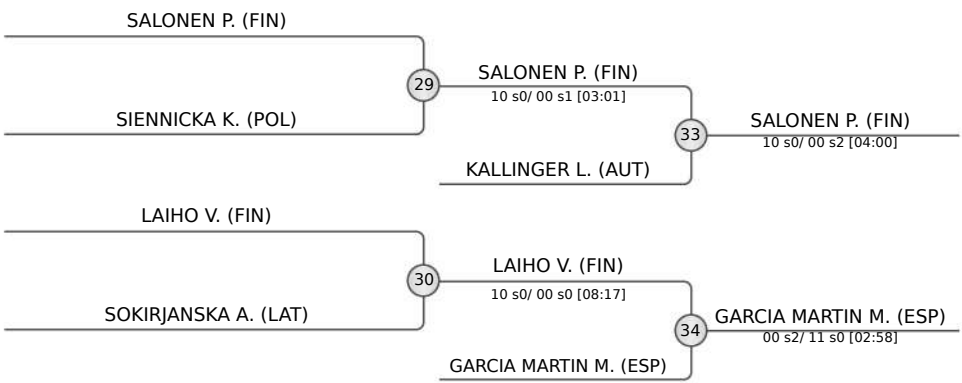 SALONEN P. (FIN)
29
SALONEN P. (FIN)
10 s0/ 00 s1 [03:01]
SIENNICKA K. (POL)
33
SALONEN P. (FIN)
10 s0/ 00 s2 [04:00]
KALLINGER L. (AUT)
LAIHO V. (FIN)
30
LAIHO V. (FIN)
10 s0/ 00 s0 [08:17]
SOKIRJANSKA A. (LAT)
34
GARCIA MARTIN M. (ESP)
00 s2/ 11 s0 [02:58]
GARCIA MARTIN M. (ESP)